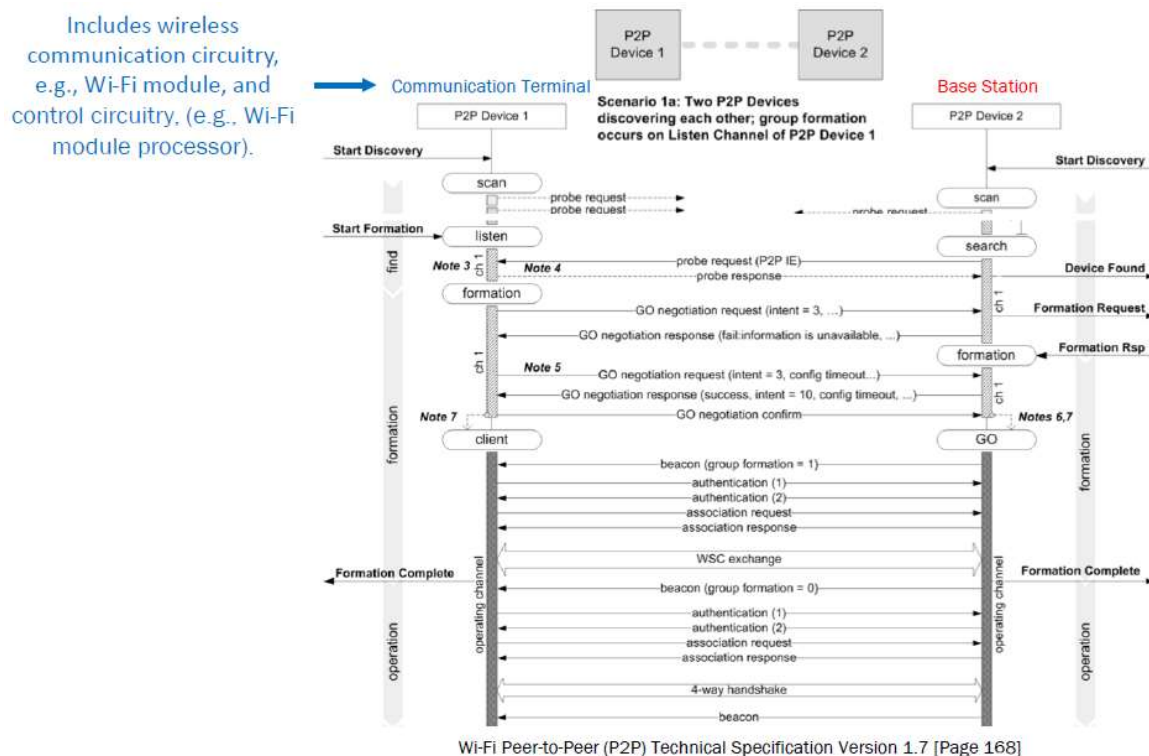 Includes wireless
communication circuitry,
e.g., Wi-Fi module, and
control circuitry, (e.g., Wi-Fi
module processor).
P2P
Device 1
P2P
Device 2
Communication Terminal
Base Station
Scenario 1a: Two P2P Devices
discovering each other; group formation
occurs on Listen Channel of P2P Device 1
P2P Device 1
P2P Device 2
Start Discovery
Start Discovery
scan
scan
probe request
probe request
probe request
Start Formation
listen
search
find
Note 3
ch 1
Note 4
probe request (P2P IE)
probe response
Device Found
formation
ch 1
GO negotiation request (intent = 3, ...)
Formation Request
GO negotiation response (fail:information is unavailable, ...)
formation
Formation Rsp
ch 1
Note 5
GO negotiation request (intent = 3, config timeout...)
GO negotiation response (success, intent = 10, config timeout, ...)
ch 1
Note 7
GO negotiation confirm
Notes 6,7
client
GO
formation
formation
beacon (group formation = 1)
authentication (1)
authentication (2)
association request
association response
WSC exchange
Formation Complete
Formation Complete
operating channel
operating channel
beacon (group formation = 0)
authentication (1)
authentication (2)
association request
association response
operation
operation
4-way handshake
beacon
Wi-Fi Peer-to-Peer (P2P) Technical Specification Version 1.7 [Page 168]